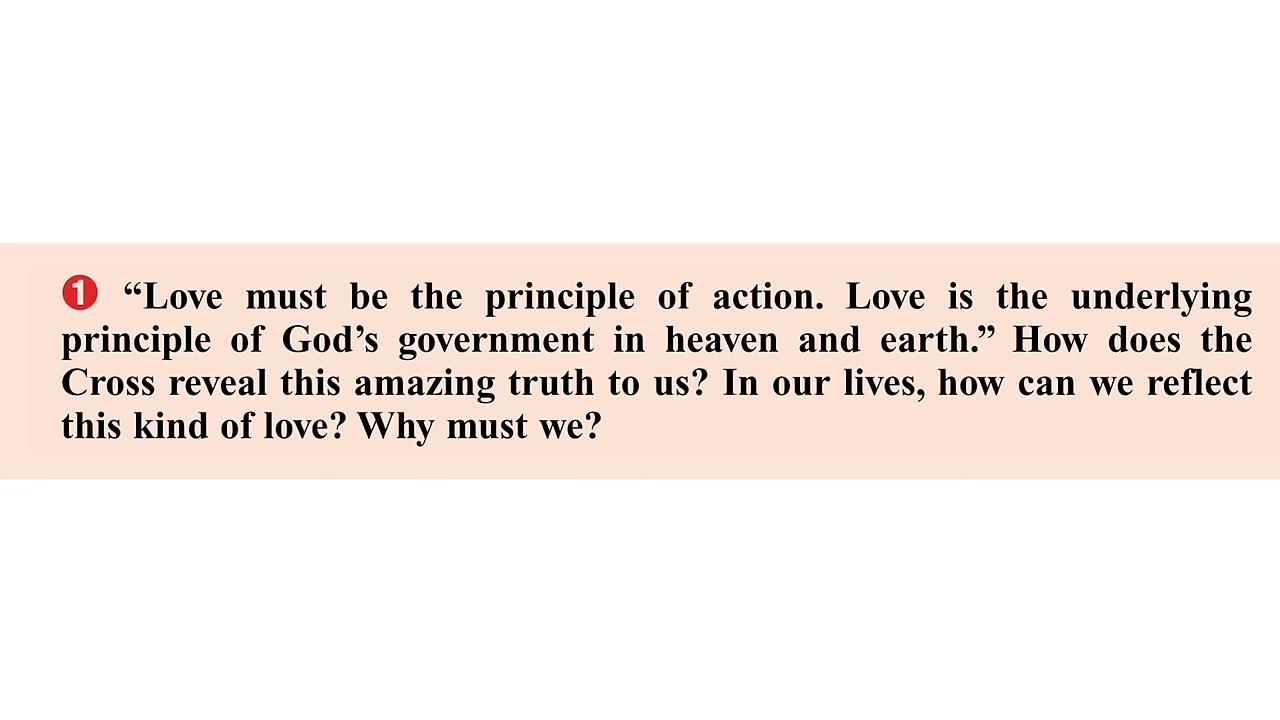 ❶ “Love must be the principle of action. Love is the underlying
principle of God’s government in heaven and earth.” How does the
Cross reveal this amazing truth to us? In our lives, how can we reflect
this kind of love? Why must we?